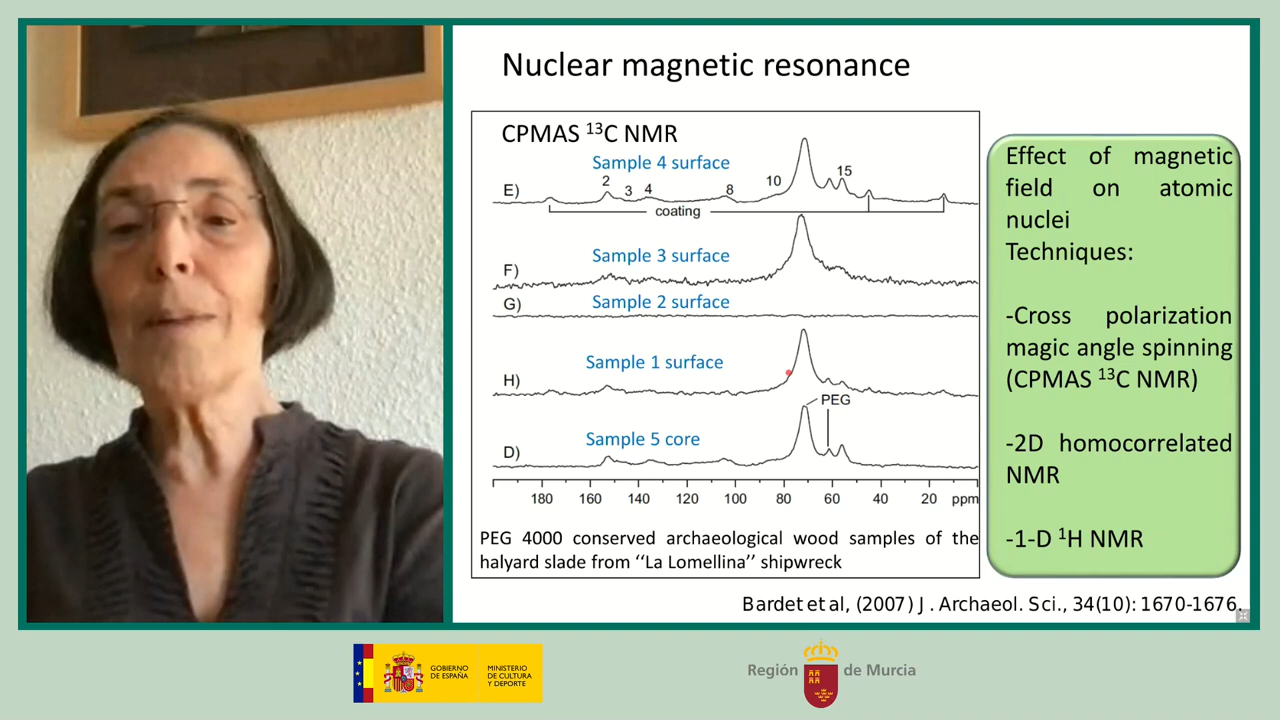 Nuclear magnetic resonance
CPMAS ¹³C NMR
Sample 4 surface
E)
2
3
4
8
10
15
coating
Sample 3 surface
F)
Sample 2 surface
G)
Sample 1 surface
H)
PEG
Sample 5 core
D)
180 160 140 120 100 80 60 40 20 ppm
PEG 4000 conserved archaeological wood samples of the
halyard slade from ‘‘La Lomellina’’ shipwreck
Effect of magnetic
field on atomic
nuclei
Techniques:
-Cross polarization
magic angle spinning
(CPMAS ¹³C NMR)
-2D homocorrelated
NMR
-1-D ¹H NMR
Bardet et al, (2007) J. Archaeol. Sci., 34(10): 1670-1676.
GOBIERNO
DE ESPAÑA
MINISTERIO
DE CULTURA
Y DEPORTE
Región de Murcia